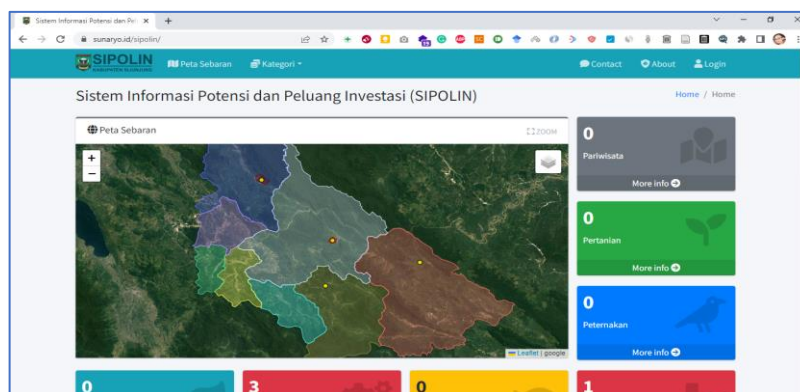 Sistem Informasi Potensi dan Pel
sunaryo.id/sipolin/
SIPOLIN
Peta Sebaran
Kategori
Contact
About
Login
Sistem Informasi Potensi dan Peluang Investasi (SIPOLIN)
Home / Home
Peta Sebaran
ZOOM
+
−
Leaflet | google
0
Pariwisata
More info
0
Pertanian
More info
0
Peternakan
More info
0
3
0
1